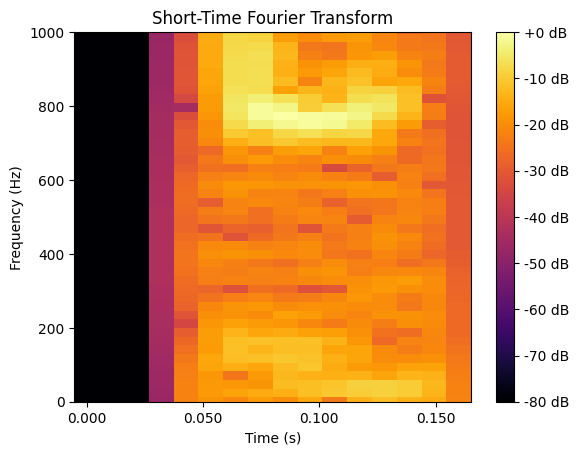 Short-Time Fourier Transform
1000
800
600
400
200
0
Frequency (Hz)
0.000
0.050
0.100
0.150
Time (s)
+0 dB
-10 dB
-20 dB
-30 dB
-40 dB
-50 dB
-60 dB
-70 dB
-80 dB